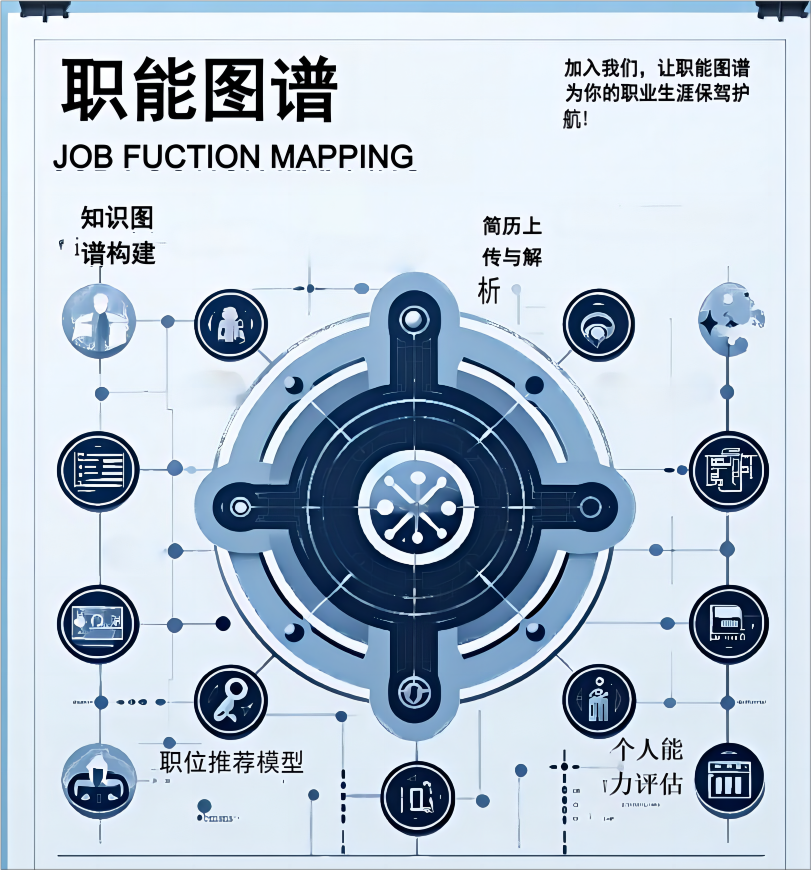 职能图谱
JOB FUCTION MAPPING
加入我们，让职能图谱
为你的职业生涯保驾护
航！
知识图
谱构建
简历上
传与解
析
职位推荐模型
个人能
力评估